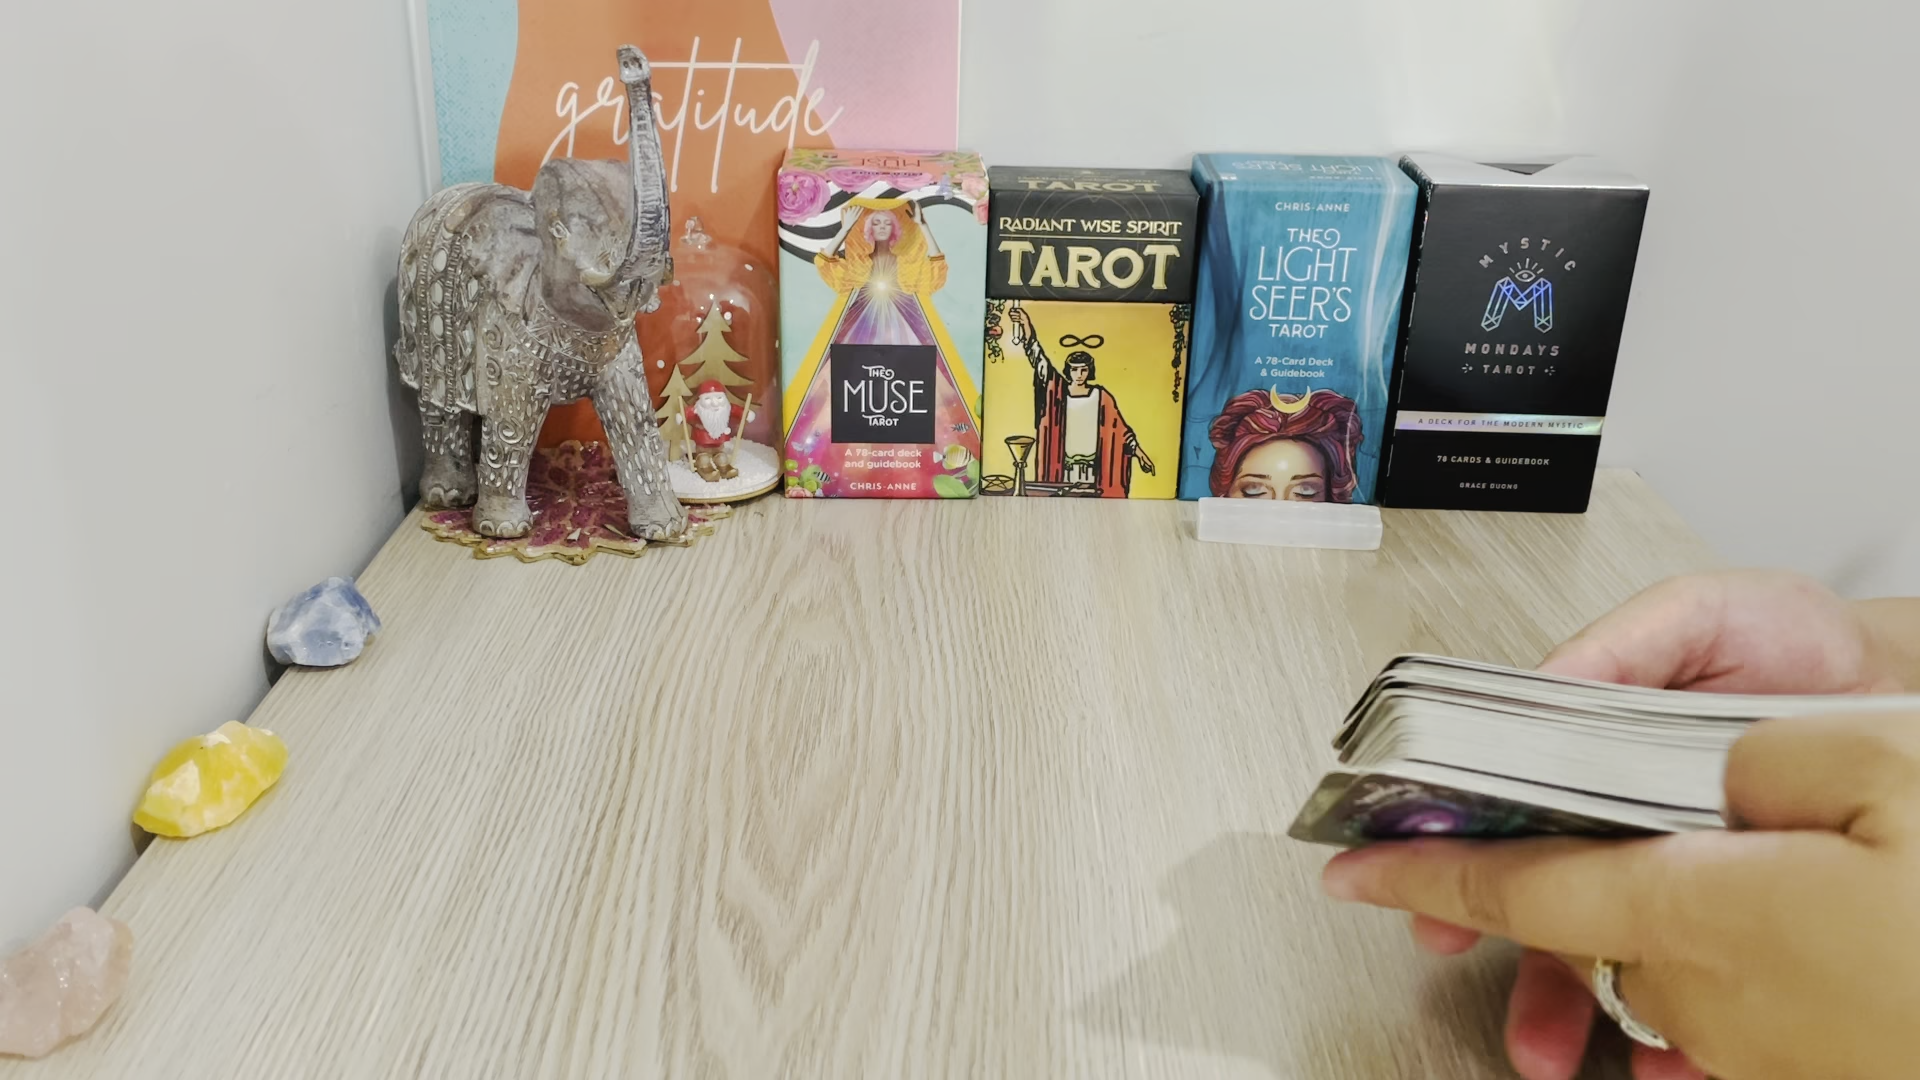 gratitude
MUSE
THE
MUSE
TAROT
A 78-card deck
and guidebook
CHRIS-ANNE
TAROT
RADIANT WISE SPIRIT
TAROT
LIGHT
CHRIS-ANNE
THE
LIGHT
SEER'S
TAROT
A 78-Card Deck
& Guidebook
MYSTIC
M
MONDAYS
TAROT
A DECK FOR THE MODERN MYSTIC
78 CARDS & GUIDEBOOK
GRACE DUONG